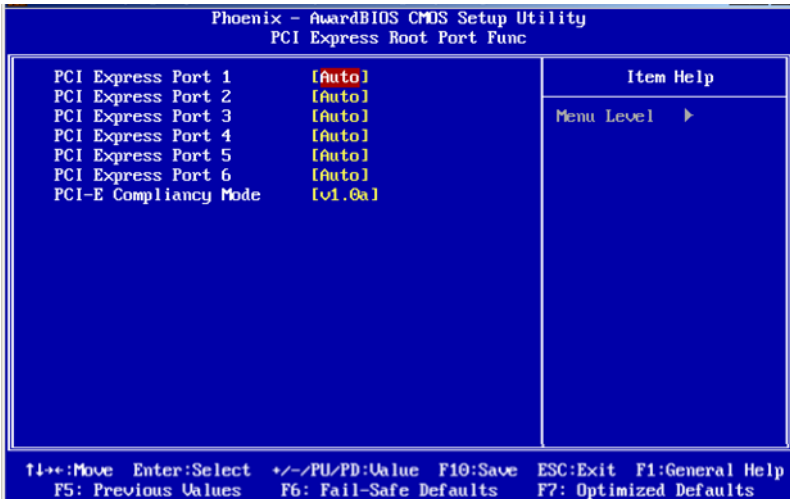 Phoenix - AwardBIOS CMOS Setup Utility
PCI Express Root Port Func
PCI Express Port 1 [Auto]
PCI Express Port 2 [Auto]
PCI Express Port 3 [Auto]
PCI Express Port 4 [Auto]
PCI Express Port 5 [Auto]
PCI Express Port 6 [Auto]
PCI-E Compliancy Mode [v1.0a]
Item Help
Menu Level ▶
↑↓→←:Move Enter:Select +/-/PU/PD:Value F10:Save ESC:Exit F1:General Help
F5: Previous Values F6: Fail-Safe Defaults F7: Optimized Defaults